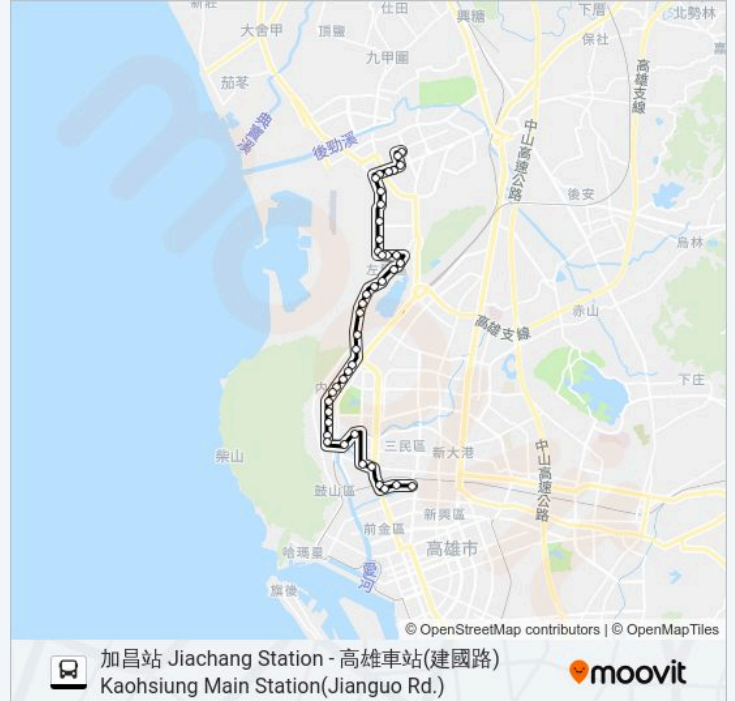 仕田
興糖
下厝
北勢林
大舍甲
頂鹽
保社
九甲圍
茄苳
高雄支線
典寶溪
後勁溪
中山高速公路
後安
烏林
左
赤山
高雄支線
下庄
內
三民區
新大港
柴山
中山高速公路
鼓山區
新興區
前金區
高雄市
哈瑪星
愛河
旗後
© OpenStreetMap contributors | © OpenMapTiles
加昌站 Jiachang Station - 高雄車站(建國路)
Kaohsiung Main Station(Jianguo Rd.)
moovit